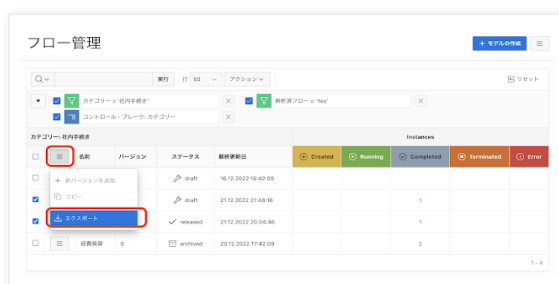 フロー管理
+ モデルの作成
実行
行 50
アクション
リセット
カテゴリー = '社内手続き'
解析済フロー = 'Yes'
コントロール・ブレーク: カテゴリー
カテゴリー: 社内手続き
Instances
名前
バージョン
ステータス
最終更新日
Created
Running
Completed
Terminated
Error
+ 新バージョンを追加
コピー
エクスポート
draft
16.12.2022 16:42:09
draft
21.12.2022 21:48:16
1
released
21.12.2022 20:04:46
1
経費精算
0
archived
20.12.2022 17:42:09
2
1 - 4